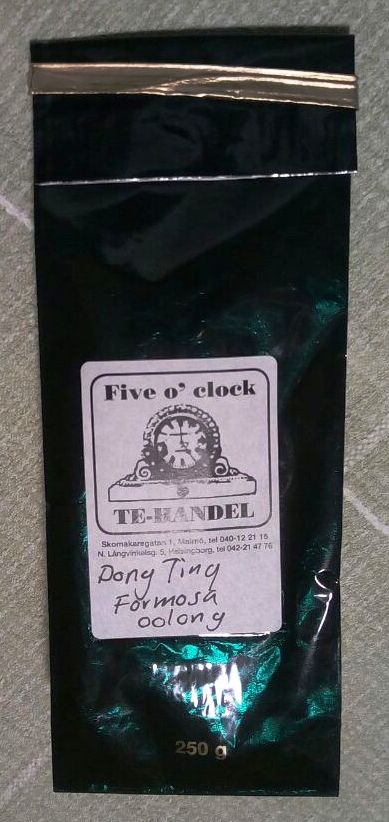 Five o' clock
TE-HANDEL
Skomakaregatan 1, Malmö, tel 040-12 21 15
N. Långvinkelsg. 5, Helsingborg, tel 042-21 47 76
Dong Ting
Formosa
oolong
250 g